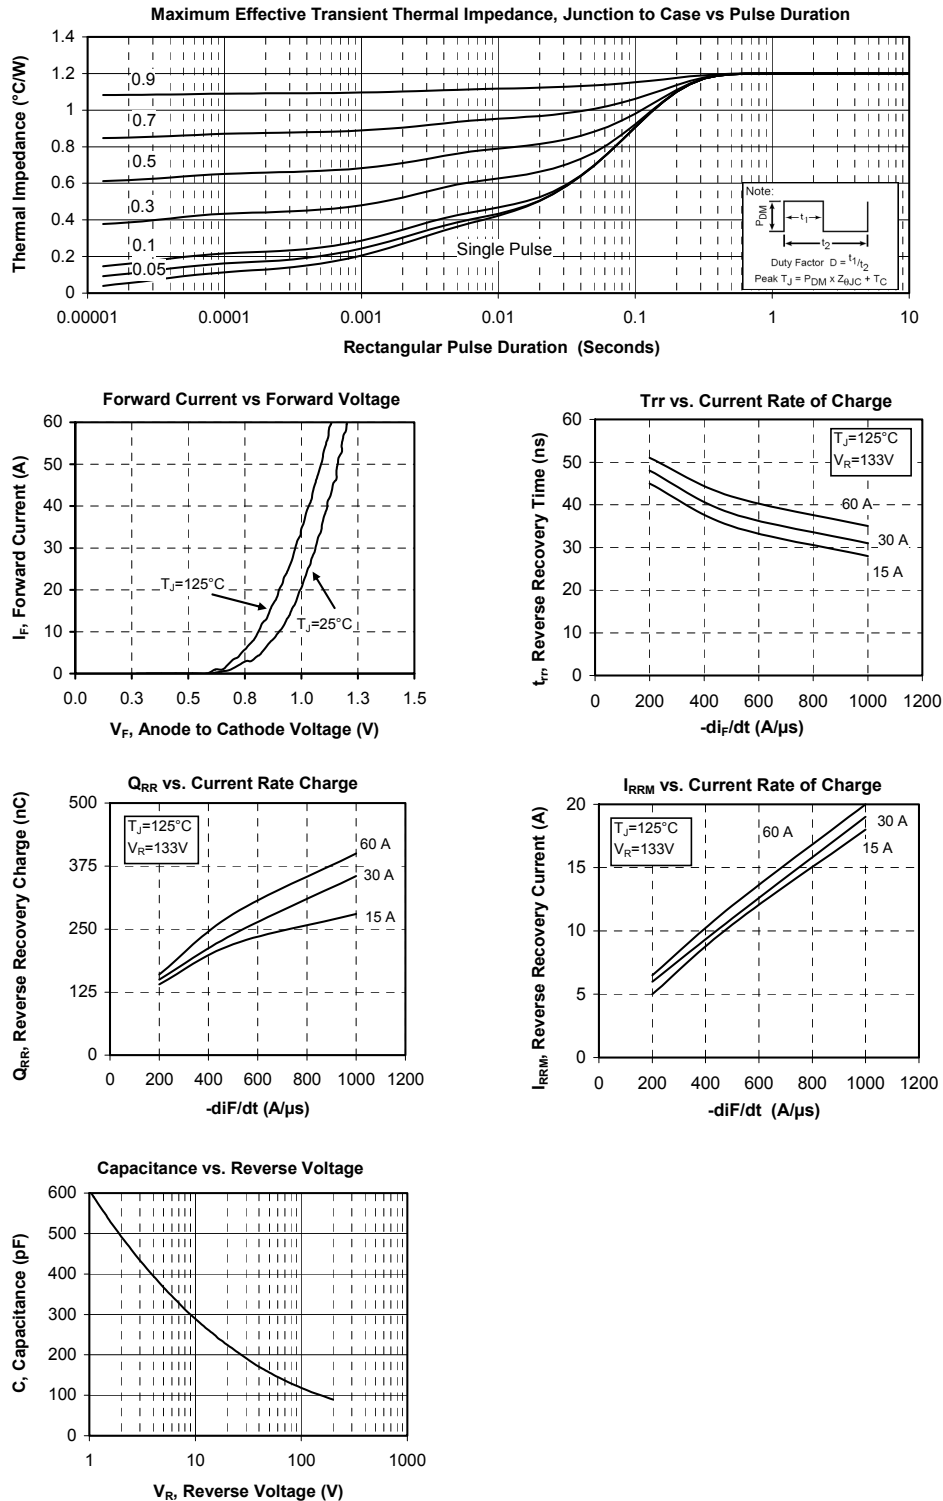 Maximum Effective Transient Thermal Impedance, Junction to Case vs Pulse Duration
Thermal Impedance (°C/W)
1.4
1.2
1
0.8
0.6
0.4
0.2
0
0.9
0.7
0.5
0.3
0.1
0.05
Single Pulse
Note:
PDM
t1
t2
Duty Factor D = t1/t2
Peak TJ = PDM x ZθJC + TC
0.00001 0.0001 0.001 0.01 0.1 1 10
Rectangular Pulse Duration (Seconds)
Forward Current vs Forward Voltage
IF, Forward Current (A)
60
50
40
30
20
10
0
TJ=125°C
TJ=25°C
0.0 0.3 0.5 0.8 1.0 1.3 1.5
VF, Anode to Cathode Voltage (V)
Trr vs. Current Rate of Charge
trr, Reverse Recovery Time (ns)
60
50
40
30
20
10
0
TJ=125°C
VR=133V
60 A
30 A
15 A
0 200 400 600 800 1000 1200
-diF/dt (A/µs)
QRR vs. Current Rate Charge
QRR, Reverse Recovery Charge (nC)
500
375
250
125
0
TJ=125°C
VR=133V
60 A
30 A
15 A
0 200 400 600 800 1000 1200
-diF/dt (A/µs)
IRRM vs. Current Rate of Charge
IRRM, Reverse Recovery Current (A)
20
15
10
5
0
TJ=125°C
VR=133V
60 A
30 A
15 A
0 200 400 600 800 1000 1200
-diF/dt (A/µs)
Capacitance vs. Reverse Voltage
C, Capacitance (pF)
600
500
400
300
200
100
0
1 10 100 1000
VR, Reverse Voltage (V)